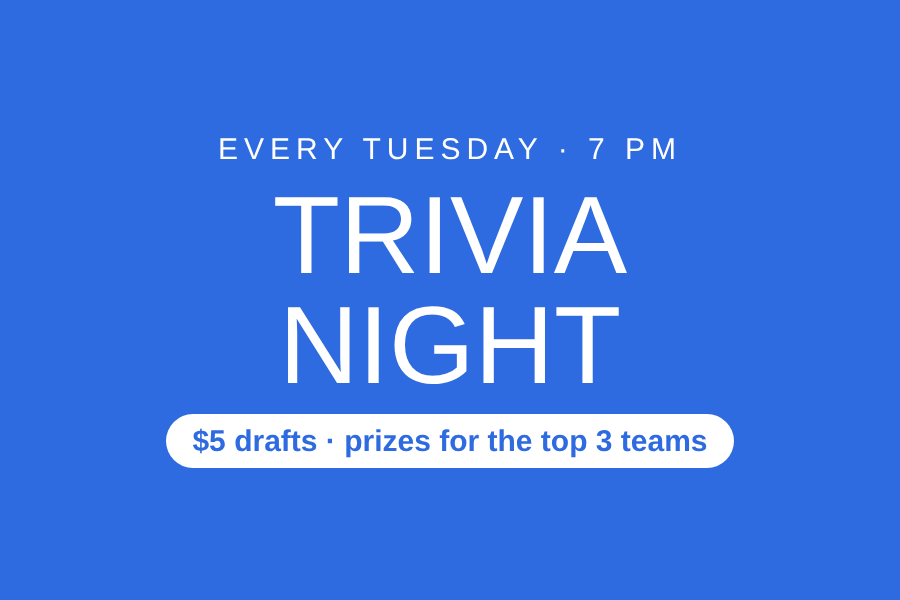 EVERY TUESDAY · 7 PM
TRIVIA
NIGHT
$5 drafts · prizes for the top 3 teams